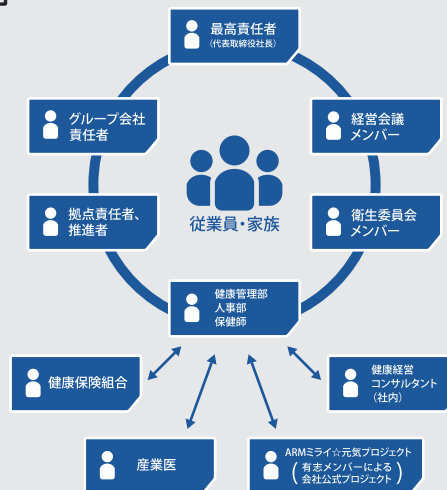 最高責任者
(代表取締役社長)
グループ会社
責任者
経営会議
メンバー
従業員・家族
拠点責任者、
推進者
衛生委員会
メンバー
健康管理部
人事部
保健師
健康保険組合
健康経営
コンサルタント
(社内)
産業医
ARMミライ☆元気プロジェクト
(有志メンバーによる
会社公式プロジェクト)